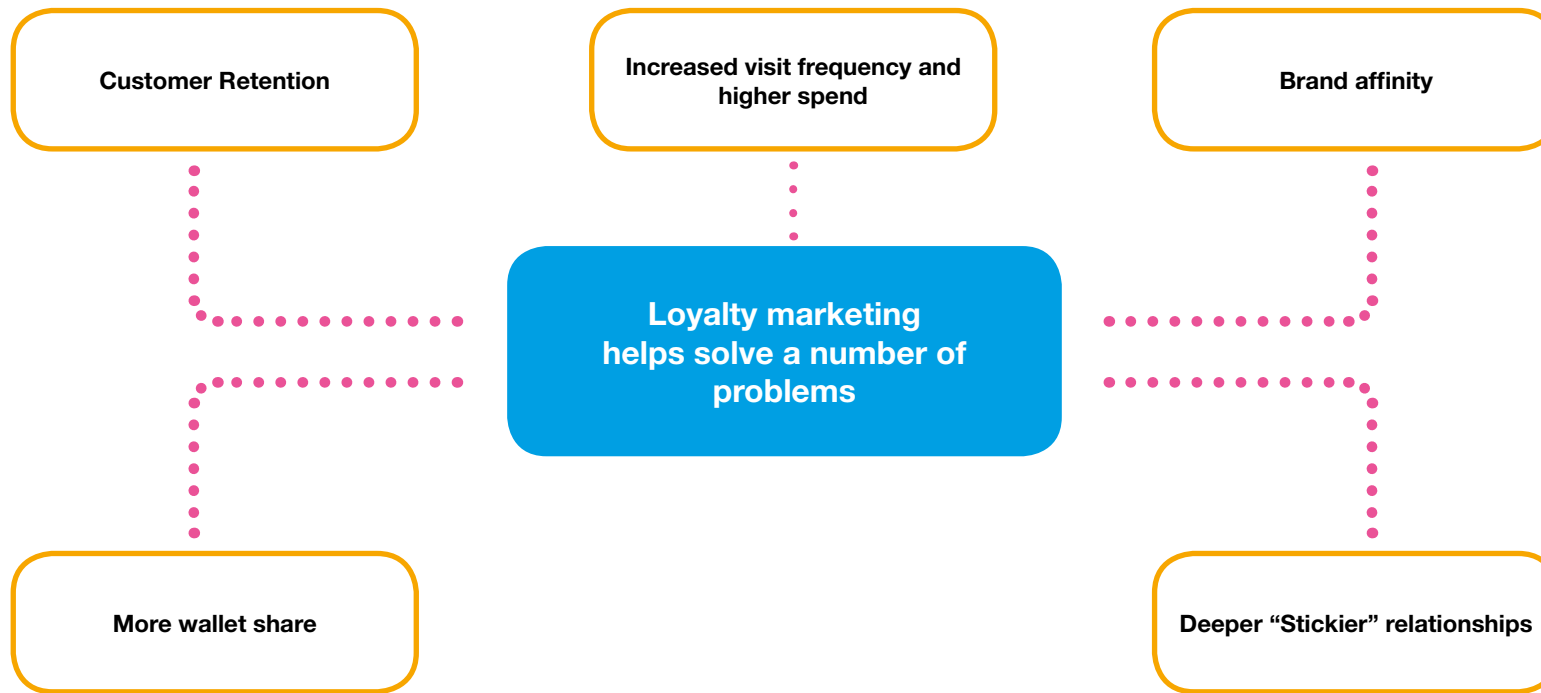 Customer Retention
Increased visit frequency and
higher spend
Brand affinity
Loyalty marketing
helps solve a number of
problems
More wallet share
Deeper “Stickier” relationships